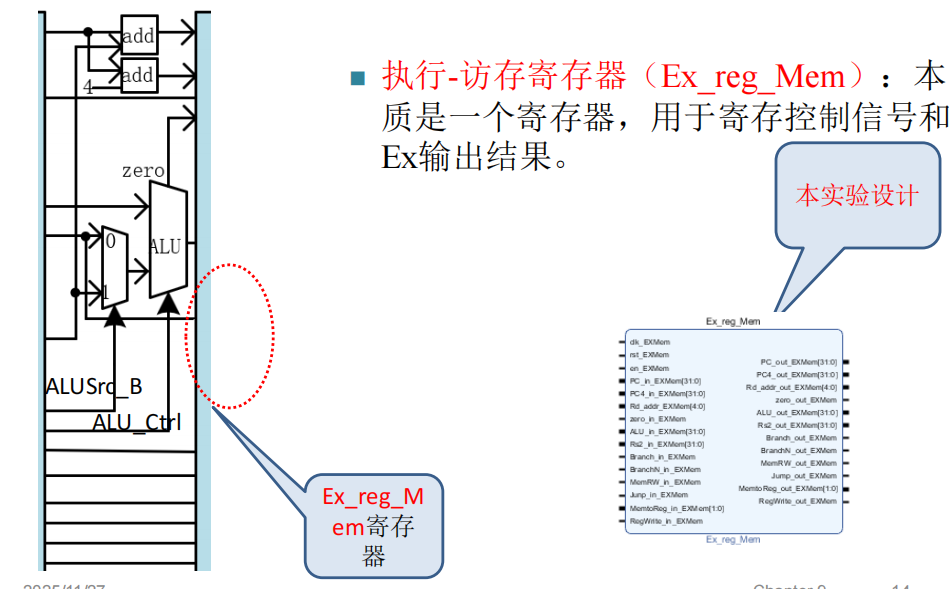 add
add
4
zero
0
ALU
1
ALUSrc_B
ALU_Ctrl
■ 执行-访存寄存器（Ex_reg_Mem）：本
质是一个寄存器，用于寄存控制信号和
Ex输出结果。
本实验设计
Ex_reg_M
em寄存
器
Ex_reg_Mem
clk_EXMem
rst_EXMem
en_EXMem
PC_in_EXMem[31:0]
PC4_in_EXMem[31:0]
Rd_addr_EXMem[4:0]
zero_in_EXMem
ALU_in_EXMem[31:0]
Rs2_in_EXMem[31:0]
Branch_in_EXMem
BranchN_in_EXMem
MemRW_in_EXMem
Jump_in_EXMem
MemtoReg_in_EXMem[1:0]
RegWrite_in_EXMem
PC_out_EXMem[31:0]
PC4_out_EXMem[31:0]
Rd_addr_out_EXMem[4:0]
zero_out_EXMem
ALU_out_EXMem[31:0]
Rs2_out_EXMem[31:0]
Branch_out_EXMem
BranchN_out_EXMem
MemRW_out_EXMem
Jump_out_EXMem
MemtoReg_out_EXMem[1:0]
RegWrite_out_EXMem
Ex_reg_Mem